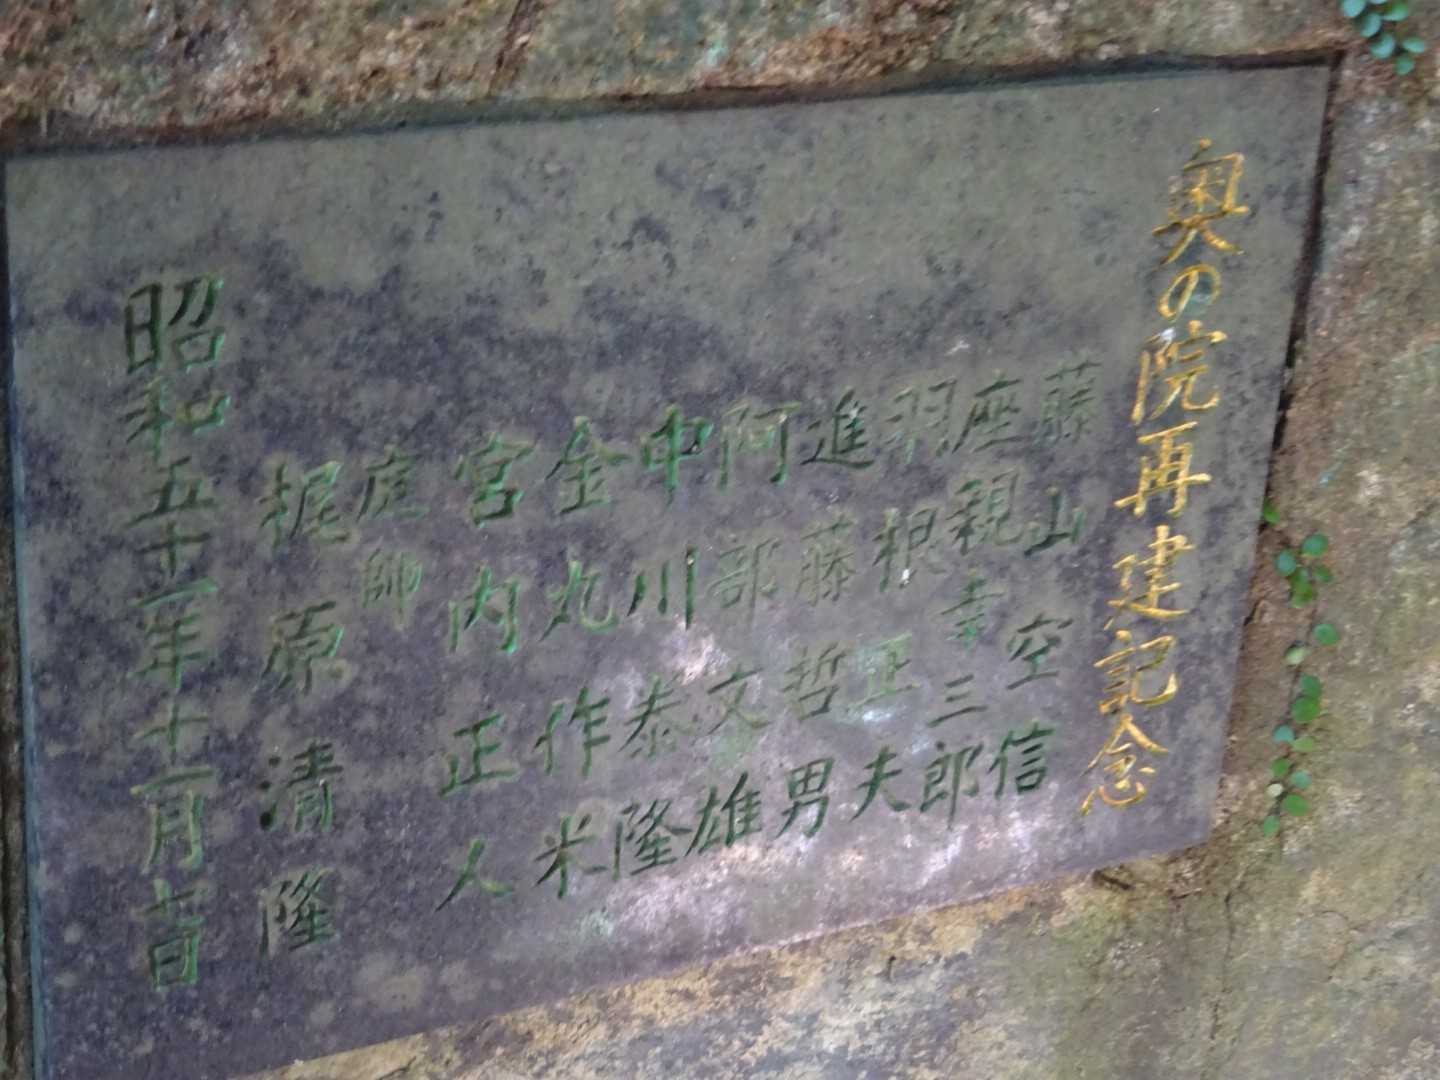 奥の院再建記念
藤山空信
座親幸三郎
羽根正夫
進藤哲男
阿部文雄
中川泰隆
金丸作米
宮内正人
庭師
梶原清隆
昭和五十二年十一月七日